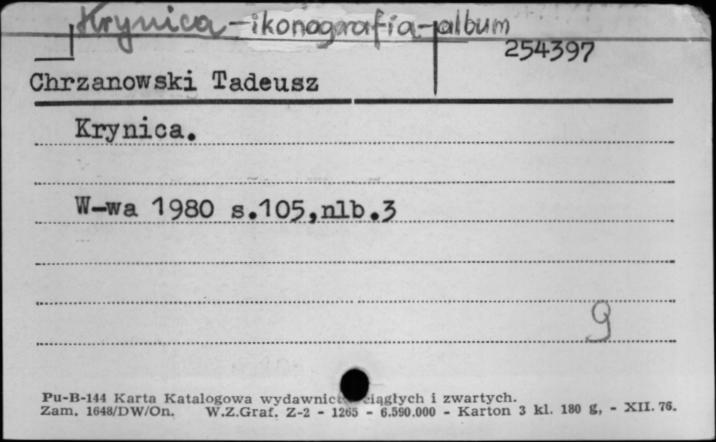 Krynica - ikonografia - album
254397
Chrzanowski Tadeusz
Krynica.
W-wa 1980 s.105,nlb.3
9
Pu-B-144 Karta Katalogowa wydawnict ciągłych i zwartych.
Zam. 1648/DW/On. W.Z.Graf. Z-2 - 1265 - 6.590.000 - Karton 3 kl. 180 g, - XII. 76.